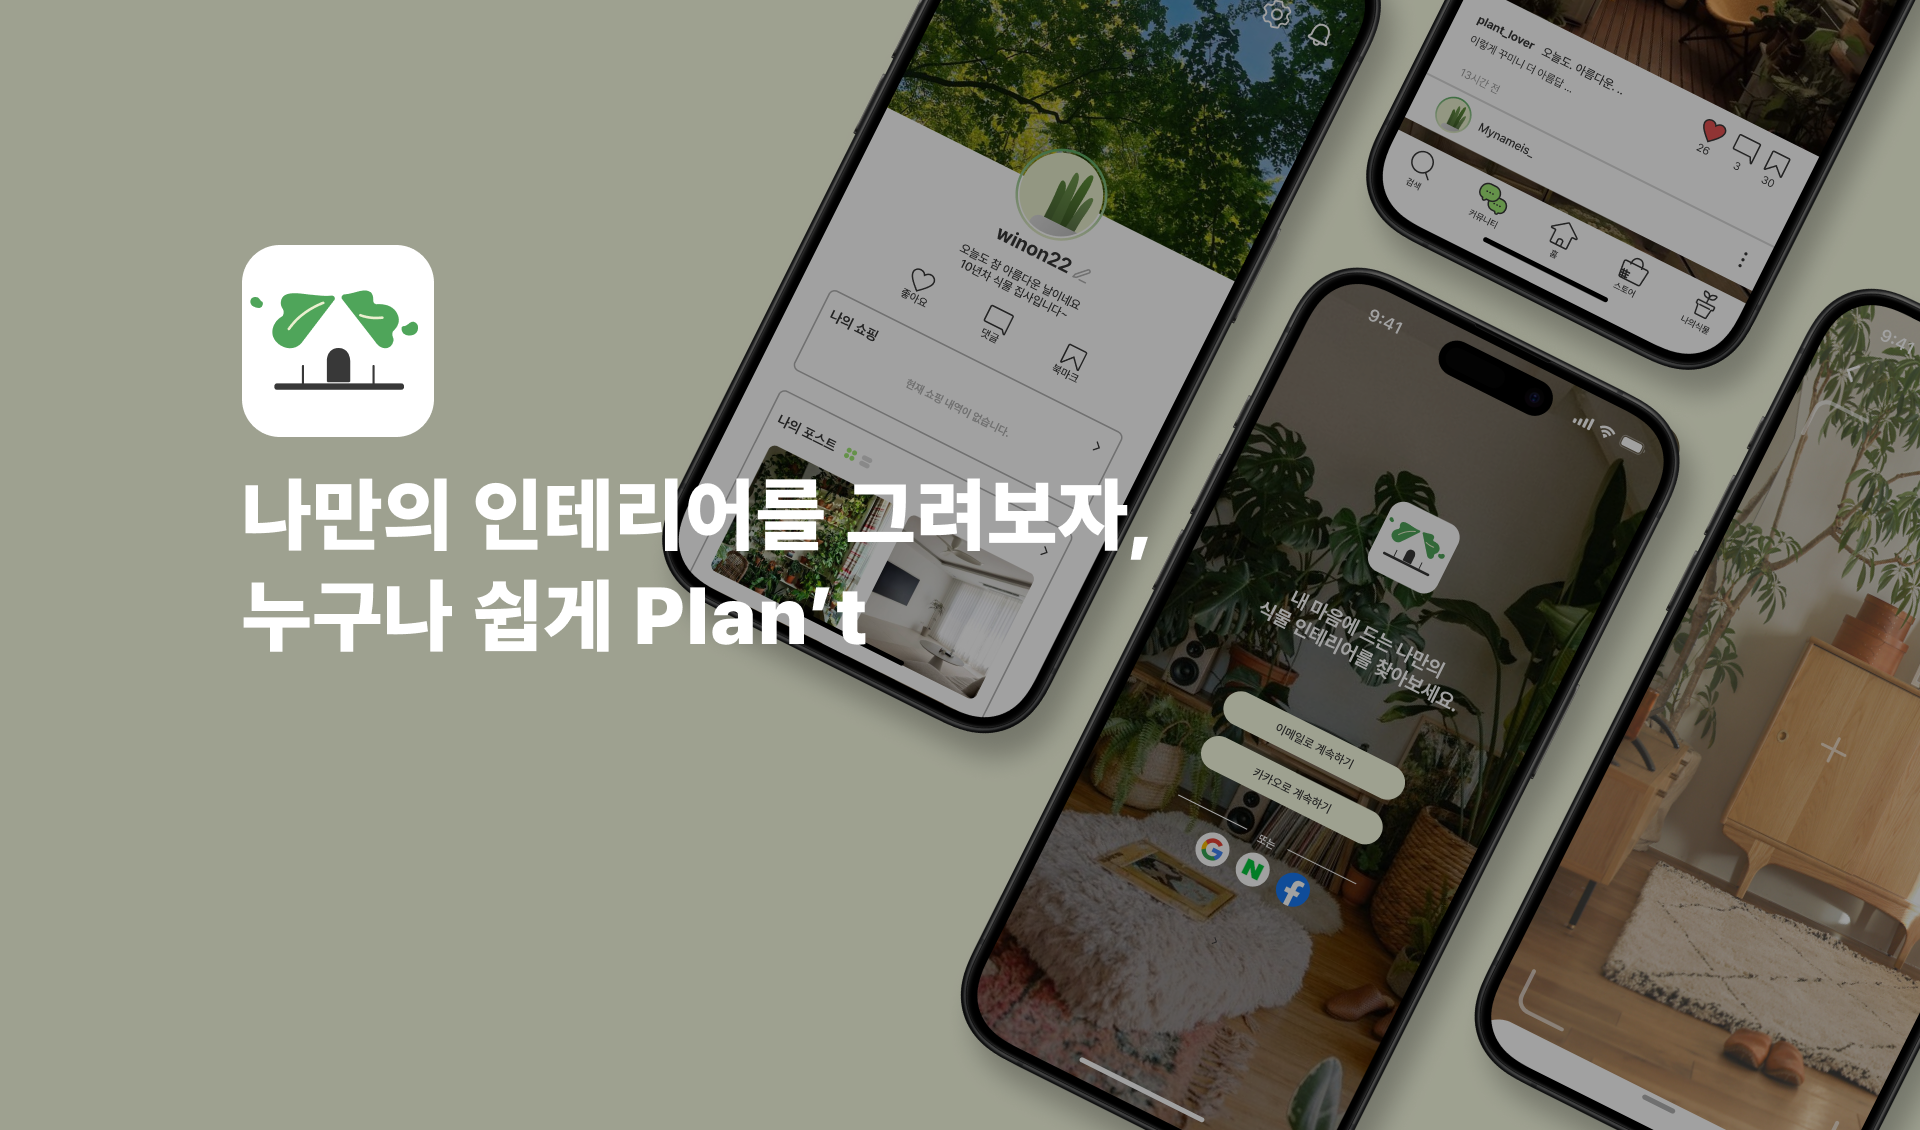 나만의 인테리어를 그려보자,
누구나 쉽게 Plan't
winon22
오늘도 참 아름다운 날이네요
10년차 식물 집사입니다~
좋아요
댓글
북마크
나의 쇼핑
현재 쇼핑 내역이 없습니다.
나의 포스트
plant_lover 오늘도. 아름다운. ..
이렇게 꾸미니 더 아름답 ...
13시간 전
26
3
30
Mynameis_
검색
커뮤니티
홈
스토어
나의식물
9:41
내 마음에 드는 나만의
식물 인테리어를 찾아보세요.
이메일로 계속하기
카카오로 계속하기
또는
9:41